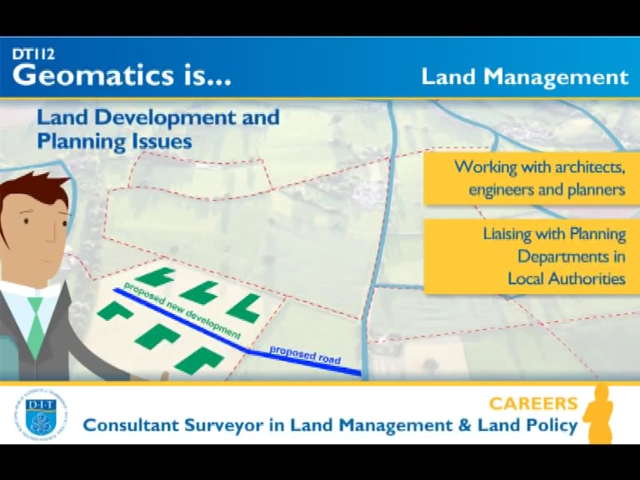 DT112
Geomatics is...
Land Management
Land Development and
Planning Issues
Working with architects,
engineers and planners
Liaising with Planning
Departments in
Local Authorities
proposed new development
proposed road
D·I·T
CAREERS
Consultant Surveyor in Land Management & Land Policy